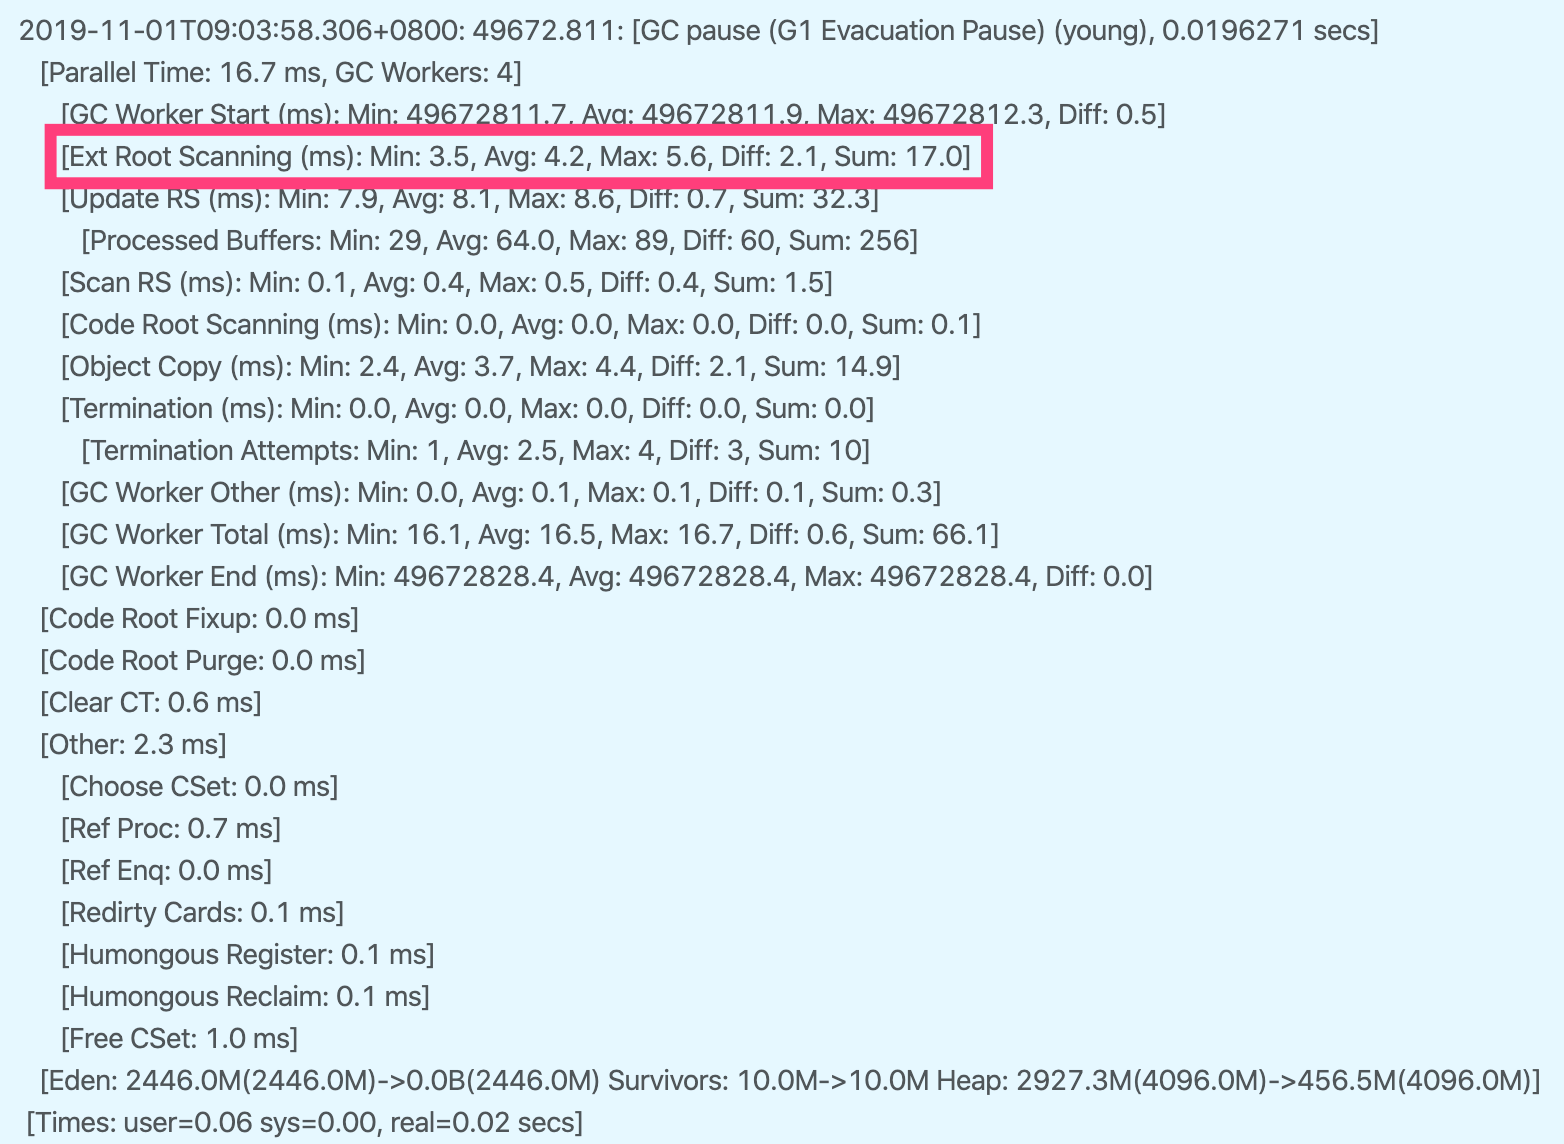 2019-11-01T09:03:58.306+0800: 49672.811: [GC pause (G1 Evacuation Pause) (young), 0.0196271 secs]
[Parallel Time: 16.7 ms, GC Workers: 4]
[GC Worker Start (ms): Min: 49672811.7, Avg: 49672811.9, Max: 49672812.3, Diff: 0.5]
[Ext Root Scanning (ms): Min: 3.5, Avg: 4.2, Max: 5.6, Diff: 2.1, Sum: 17.0]
[Update RS (ms): Min: 7.9, Avg: 8.1, Max: 8.6, Diff: 0.7, Sum: 32.3]
[Processed Buffers: Min: 29, Avg: 64.0, Max: 89, Diff: 60, Sum: 256]
[Scan RS (ms): Min: 0.1, Avg: 0.4, Max: 0.5, Diff: 0.4, Sum: 1.5]
[Code Root Scanning (ms): Min: 0.0, Avg: 0.0, Max: 0.0, Diff: 0.0, Sum: 0.1]
[Object Copy (ms): Min: 2.4, Avg: 3.7, Max: 4.4, Diff: 2.1, Sum: 14.9]
[Termination (ms): Min: 0.0, Avg: 0.0, Max: 0.0, Diff: 0.0, Sum: 0.0]
[Termination Attempts: Min: 1, Avg: 2.5, Max: 4, Diff: 3, Sum: 10]
[GC Worker Other (ms): Min: 0.0, Avg: 0.1, Max: 0.1, Diff: 0.1, Sum: 0.3]
[GC Worker Total (ms): Min: 16.1, Avg: 16.5, Max: 16.7, Diff: 0.6, Sum: 66.1]
[GC Worker End (ms): Min: 49672828.4, Avg: 49672828.4, Max: 49672828.4, Diff: 0.0]
[Code Root Fixup: 0.0 ms]
[Code Root Purge: 0.0 ms]
[Clear CT: 0.6 ms]
[Other: 2.3 ms]
[Choose CSet: 0.0 ms]
[Ref Proc: 0.7 ms]
[Ref Enq: 0.0 ms]
[Redirty Cards: 0.1 ms]
[Humongous Register: 0.1 ms]
[Humongous Reclaim: 0.1 ms]
[Free CSet: 1.0 ms]
[Eden: 2446.0M(2446.0M)->0.0B(2446.0M) Survivors: 10.0M->10.0M Heap: 2927.3M(4096.0M)->456.5M(4096.0M)]
[Times: user=0.06 sys=0.00, real=0.02 secs]